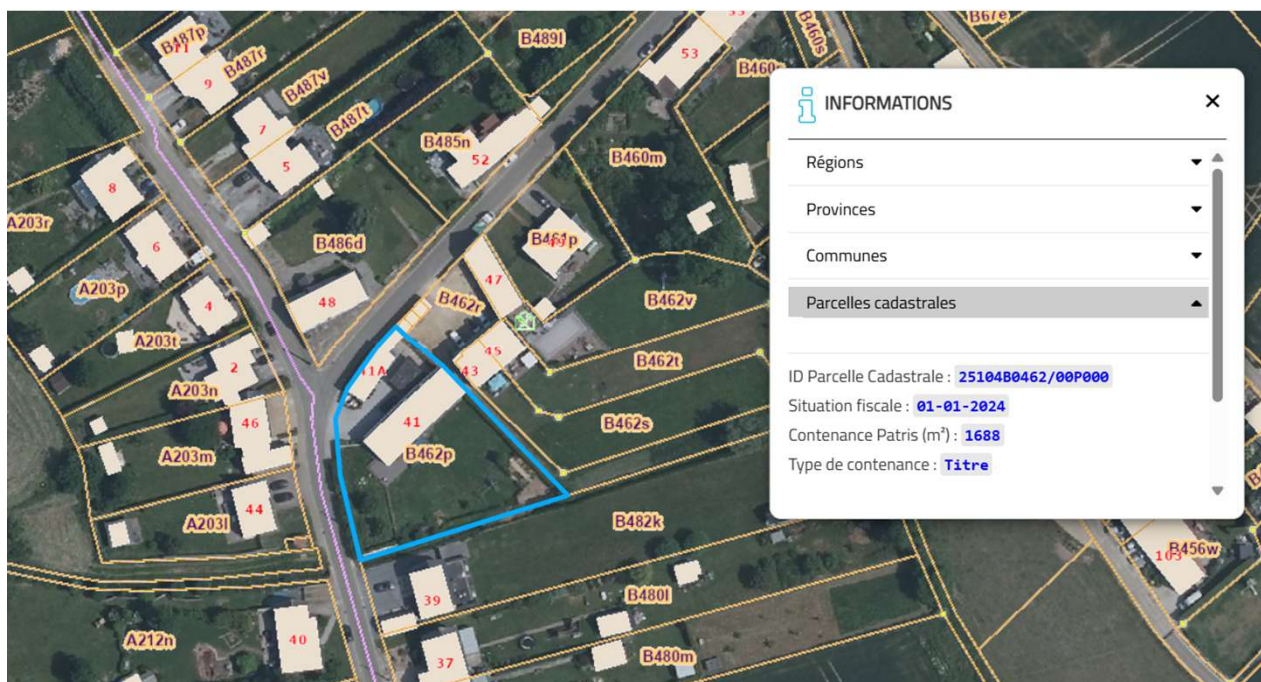 B487p
11
B487r
9
B487v
7
B487t
5
B489l
53
B485n
52
B460s
B67e
8
A203r
6
A203p
4
A203t
2
A203n
46
A203m
44
A203l
B486d
48
B460m
B461p
49
47
B462r
B462v
45
43
B462t
41A
41
B462p
B462s
B482k
39
B480l
37
B480m
40
A212n
103
B456w
INFORMATIONS
Régions
Provinces
Communes
Parcelles cadastrales
ID Parcelle Cadastrale : 25104B0462/00P000
Situation fiscale : 01-01-2024
Contenance Patris (m²) : 1688
Type de contenance : Titre